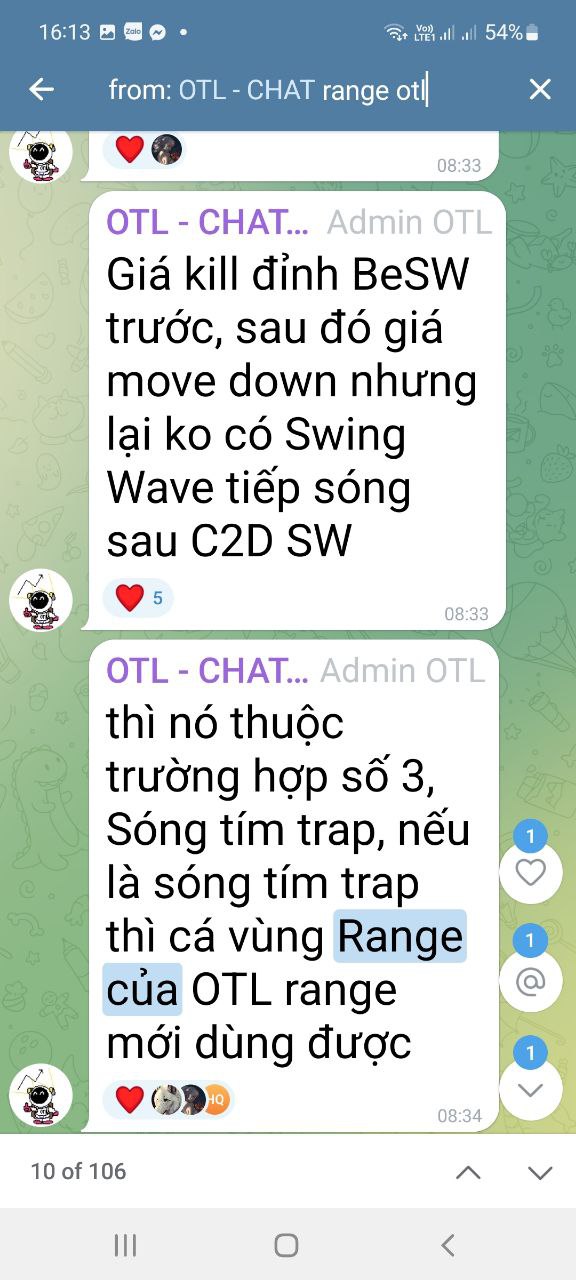 16:13 Zalo Vo)) LTE1 54%
from: OTL - CHAT range otl
08:33
OTL - CHAT... Admin OTL
Giá kill đỉnh BeSW
trước, sau đó giá
move down nhưng
lại ko có Swing
Wave tiếp sóng
sau C2D SW
5
08:33
OTL - CHAT... Admin OTL
thì nó thuộc
trường hợp số 3,
Sóng tím trap, nếu
là sóng tím trap
thì cá vùng Range
của OTL range
mới dùng được
HQ
08:34
1
1
@
1
10 of 106